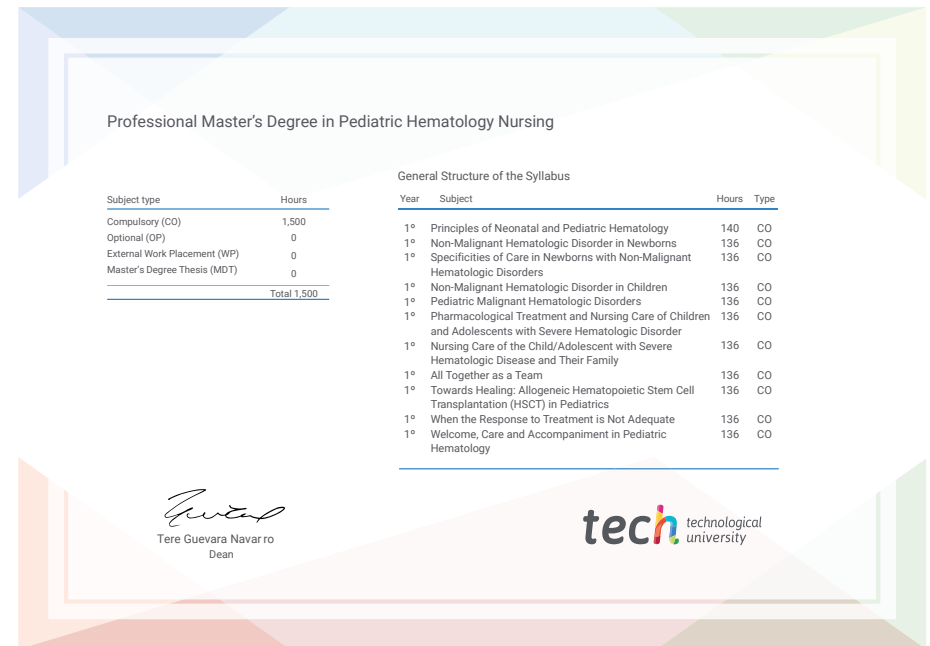 Professional Master's Degree in Pediatric Hematology Nursing
Subject type Hours
Compulsory (CO) 1,500
Optional (OP) 0
External Work Placement (WP) 0
Master's Degree Thesis (MDT) 0
Total 1,500
General Structure of the Syllabus
Year Subject Hours Type
1º Principles of Neonatal and Pediatric Hematology 140 CO
1º Non-Malignant Hematologic Disorder in Newborns 136 CO
1º Specificities of Care in Newborns with Non-Malignant 136 CO
Hematologic Disorders
1º Non-Malignant Hematologic Disorder in Children 136 CO
1º Pediatric Malignant Hematologic Disorders 136 CO
1º Pharmacological Treatment and Nursing Care of Children 136 CO
and Adolescents with Severe Hematologic Disorder
1º Nursing Care of the Child/Adolescent with Severe 136 CO
Hematologic Disease and Their Family
1º All Together as a Team 136 CO
1º Towards Healing: Allogeneic Hematopoietic Stem Cell 136 CO
Transplantation (HSCT) in Pediatrics
1º When the Response to Treatment is Not Adequate 136 CO
1º Welcome, Care and Accompaniment in Pediatric 136 CO
Hematology
Tere Guevara Navarro
Dean
tech technological
university